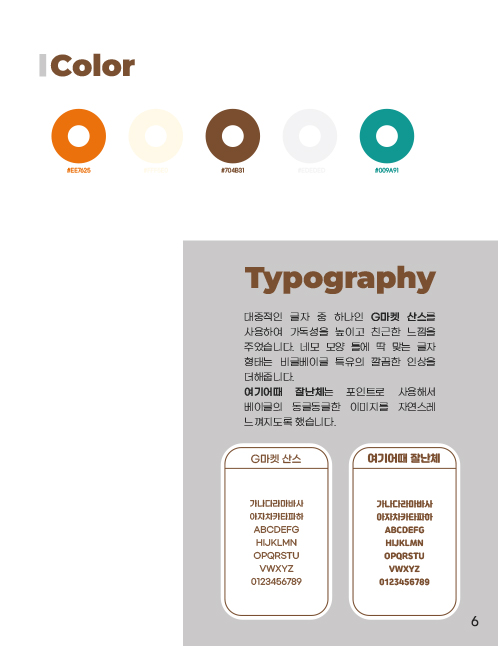 Color
#EE7625
#704B31
#009A91
Typography
대중적인 글자 중 하나인 G마켓 산스를
사용하여 가독성을 높이고 친근한 느낌을
주었습니다. 네모 모양 틀에 딱 맞는 글자
형태는 비글베이글 특유의 깔끔한 인상을
더해줍니다.
여기어때 잘난체는 포인트로 사용해서
베이글의 동글동글한 이미지를 자연스레
느껴지도록 했습니다.
G마켓 산스
가나다라마바사
아자차카타파하
ABCDEFG
HIJKLMN
OPQRSTU
VWXYZ
0123456789
여기어때 잘난체
가나다라마바사
아자차카타파하
ABCDEFG
HIJKLMN
OPQRSTU
VWXYZ
0123456789
6